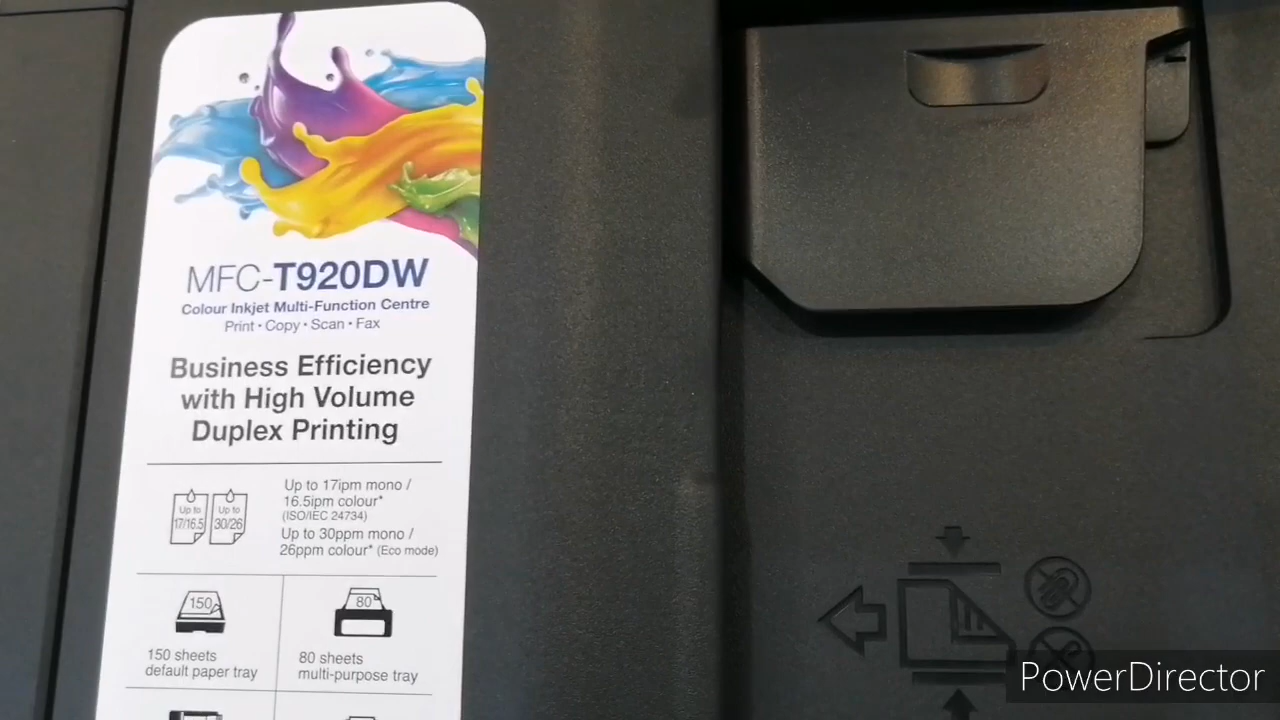 MFC-T920DW
Colour Inkjet Multi-Function Centre
Print • Copy • Scan • Fax
Business Efficiency
with High Volume
Duplex Printing
Up to
17/16.5
Up to
30/26
Up to 17ipm mono /
16.5ipm colour*
(ISO/IEC 24734)
Up to 30ppm mono /
26ppm colour* (Eco mode)
150
150 sheets
default paper tray
80
80 sheets
multi-purpose tray
PowerDirector